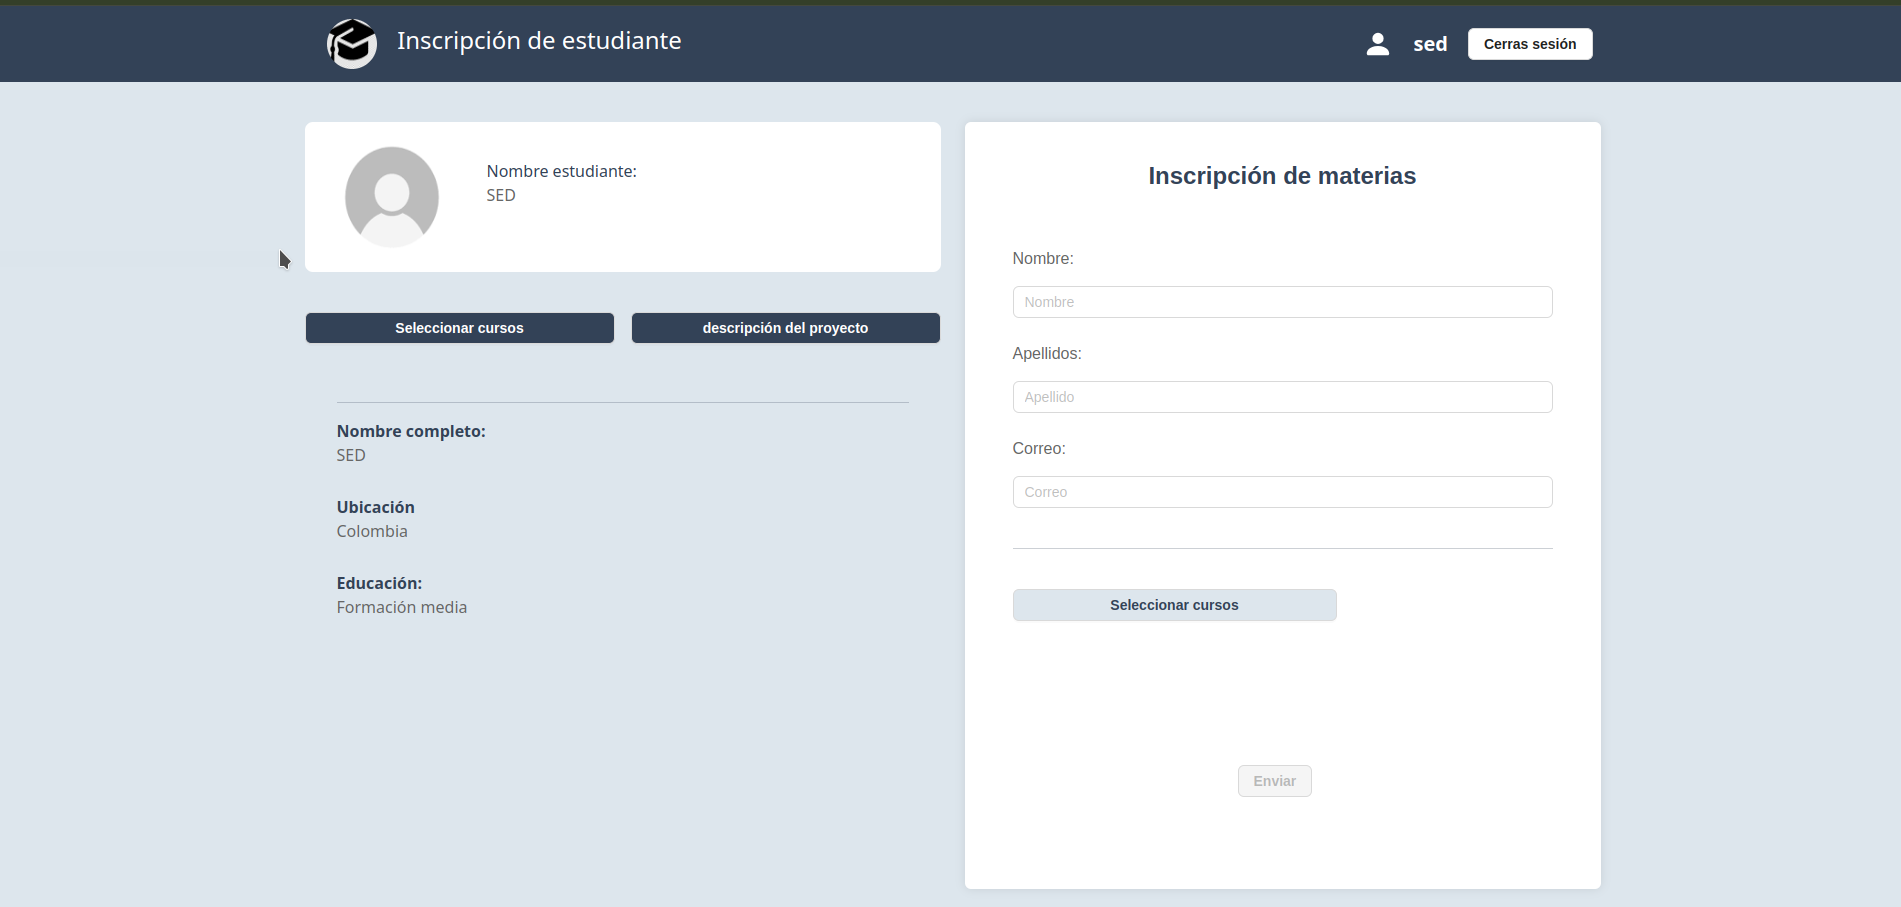 Inscripción de estudiante
sed
Cerras sesión
Nombre estudiante:
SED
Seleccionar cursos
descripción del proyecto
Nombre completo:
SED
Ubicación
Colombia
Educación:
Formación media
Inscripción de materias
Nombre:
Nombre
Apellidos:
Apellido
Correo:
Correo
Seleccionar cursos
Enviar